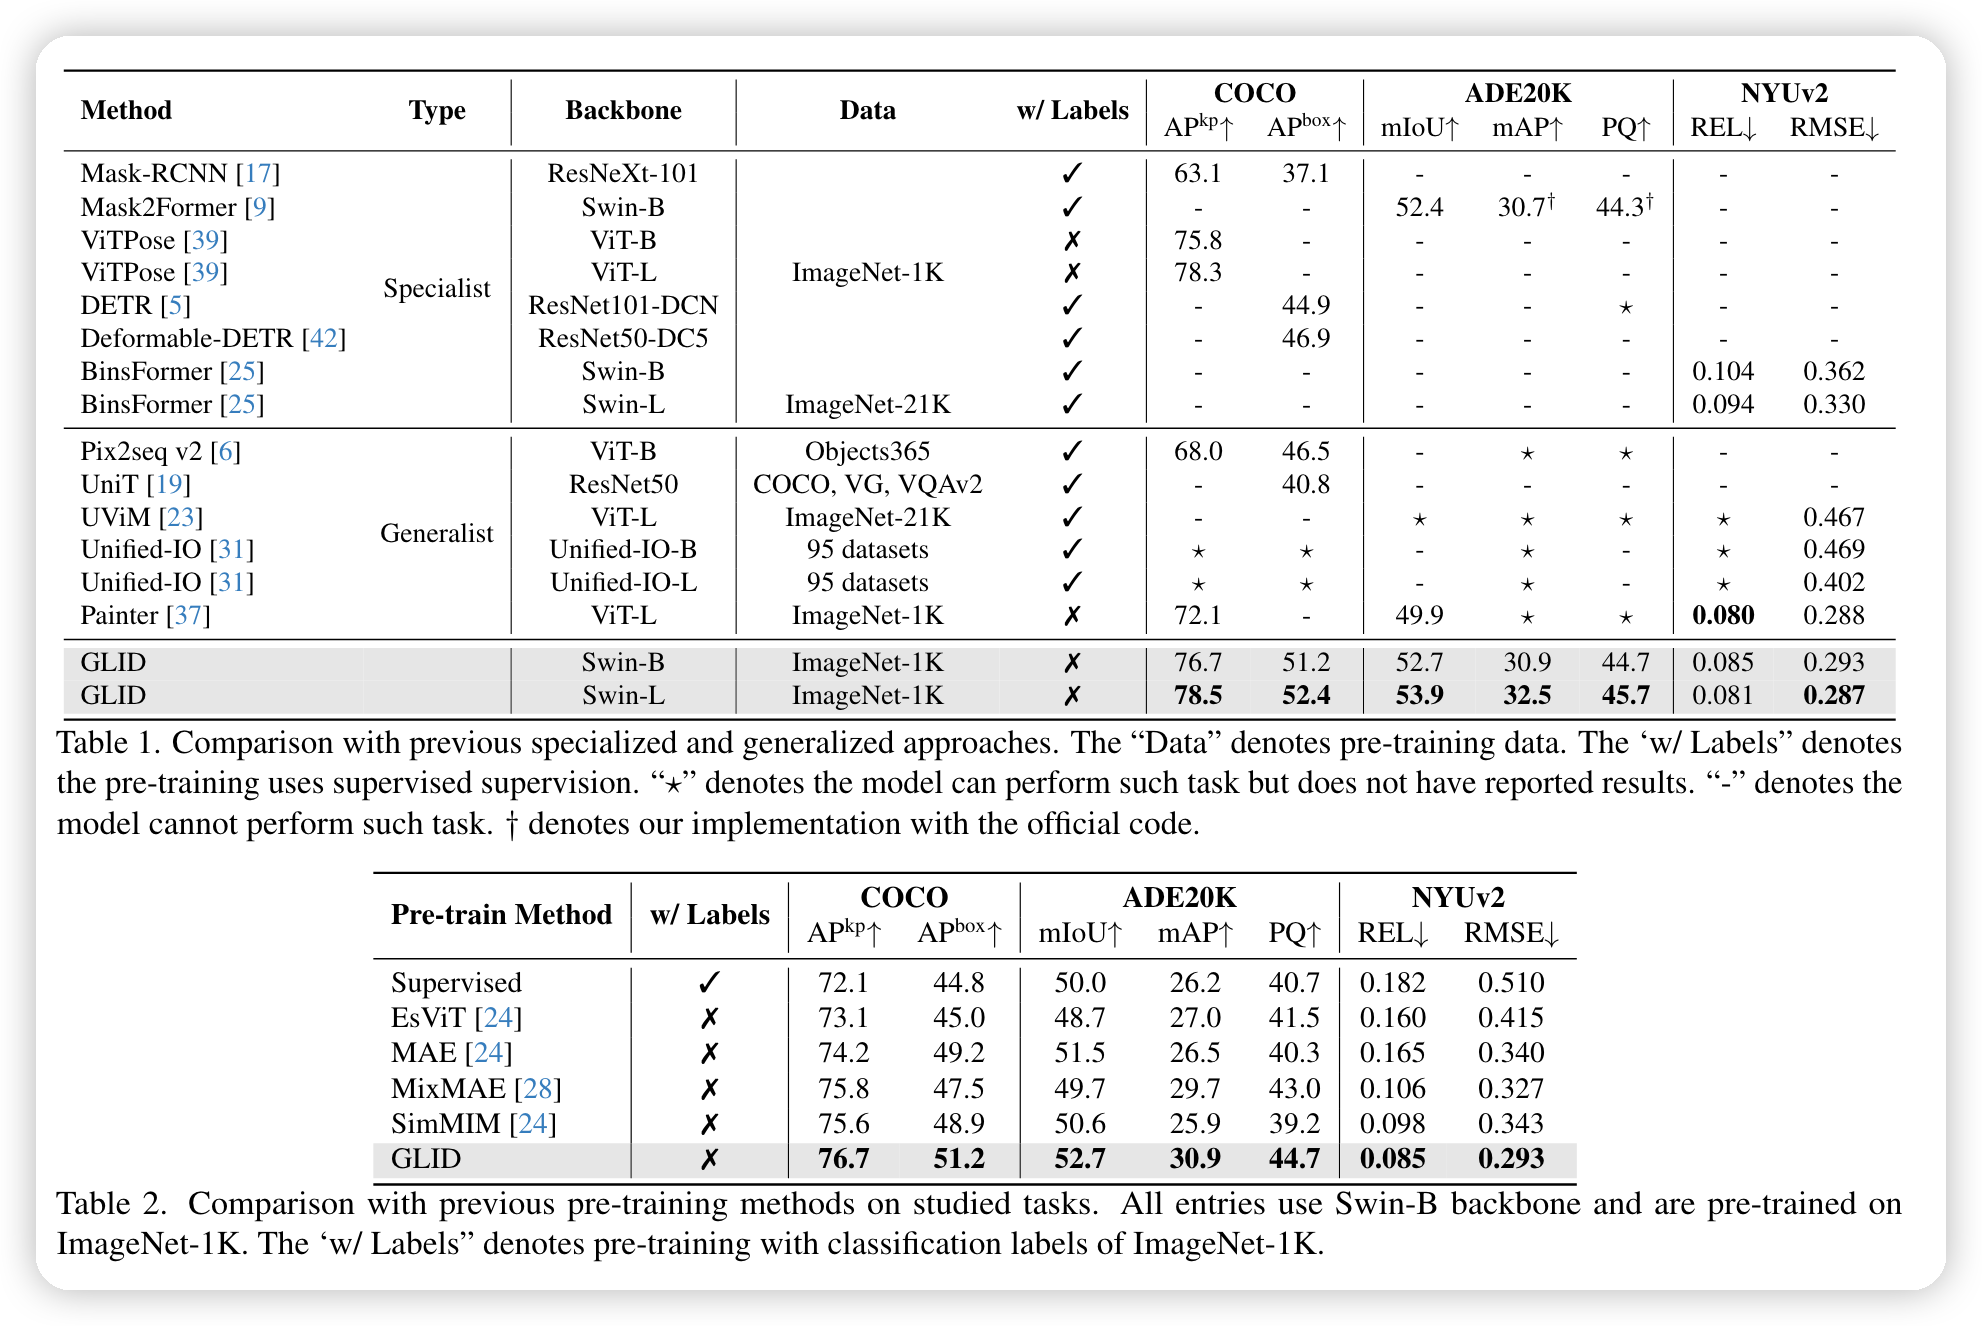 Method Type Backbone Data w/ Labels COCO ADE20K NYUv2
AP^kp↑ AP^box↑ mIoU↑ mAP↑ PQ↑ REL↓ RMSE↓
Mask-RCNN [17] ResNeXt-101 ✓ 63.1 37.1 - - - - -
Mask2Former [9] Swin-B ✓ - - 52.4 30.7† 44.3† - -
ViTPose [39] ViT-B ✗ 75.8 - - - - - -
ViTPose [39] Specialist ViT-L ImageNet-1K ✗ 78.3 - - - - - -
DETR [5] ResNet101-DCN ✓ - 44.9 - - ⋆ - -
Deformable-DETR [42] ResNet50-DC5 ✓ - 46.9 - - - - -
BinsFormer [25] Swin-B ✓ - - - - - 0.104 0.362
BinsFormer [25] Swin-L ImageNet-21K ✓ - - - - - 0.094 0.330
Pix2seq v2 [6] ViT-B Objects365 ✓ 68.0 46.5 - ⋆ ⋆ - -
UniT [19] ResNet50 COCO, VG, VQAv2 ✓ - 40.8 - - - - -
UViM [23] Generalist ViT-L ImageNet-21K ✓ - - ⋆ ⋆ ⋆ ⋆ 0.467
Unified-IO [31] Unified-IO-B 95 datasets ✓ ⋆ ⋆ - ⋆ - ⋆ 0.469
Unified-IO [31] Unified-IO-L 95 datasets ✓ ⋆ ⋆ - ⋆ - ⋆ 0.402
Painter [37] ViT-L ImageNet-1K ✗ 72.1 - 49.9 ⋆ ⋆ 0.080 0.288
GLID Swin-B ImageNet-1K ✗ 76.7 51.2 52.7 30.9 44.7 0.085 0.293
GLID Swin-L ImageNet-1K ✗ 78.5 52.4 53.9 32.5 45.7 0.081 0.287
Table 1. Comparison with previous specialized and generalized approaches. The “Data” denotes pre-training data. The ‘w/ Labels” denotes
the pre-training uses supervised supervision. “⋆” denotes the model can perform such task but does not have reported results. “-” denotes the
model cannot perform such task. † denotes our implementation with the official code.
Pre-train Method w/ Labels COCO ADE20K NYUv2
AP^kp↑ AP^box↑ mIoU↑ mAP↑ PQ↑ REL↓ RMSE↓
Supervised ✓ 72.1 44.8 50.0 26.2 40.7 0.182 0.510
EsViT [24] ✗ 73.1 45.0 48.7 27.0 41.5 0.160 0.415
MAE [24] ✗ 74.2 49.2 51.5 26.5 40.3 0.165 0.340
MixMAE [28] ✗ 75.8 47.5 49.7 29.7 43.0 0.106 0.327
SimMIM [24] ✗ 75.6 48.9 50.6 25.9 39.2 0.098 0.343
GLID ✗ 76.7 51.2 52.7 30.9 44.7 0.085 0.293
Table 2. Comparison with previous pre-training methods on studied tasks. All entries use Swin-B backbone and are pre-trained on
ImageNet-1K. The ‘w/ Labels” denotes pre-training with classification labels of ImageNet-1K.